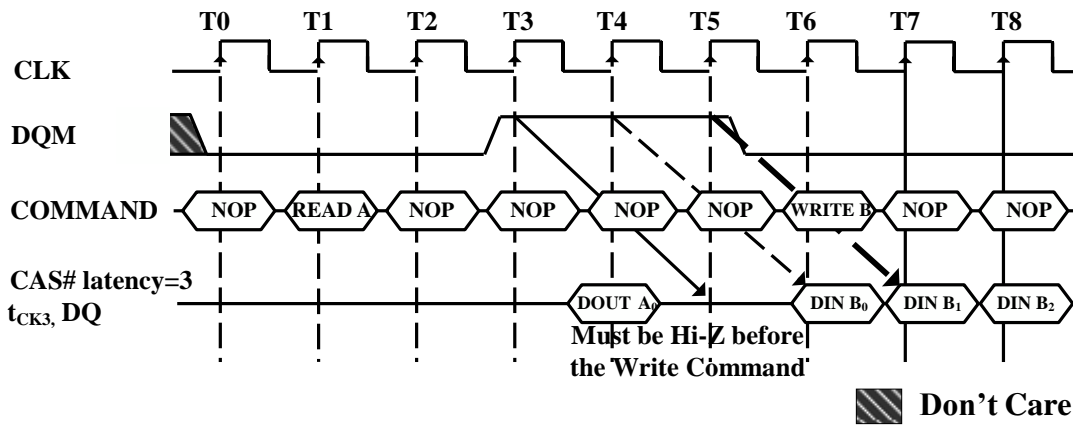 T0 T1 T2 T3 T4 T5 T6 T7 T8
CLK
DQM
COMMAND NOP READ A NOP NOP NOP NOP WRITE B NOP NOP
CAS# latency=3
tCK3, DQ DOUT A0 DIN B0 DIN B1 DIN B2
Must be Hi-Z before
the Write Command
Don't Care